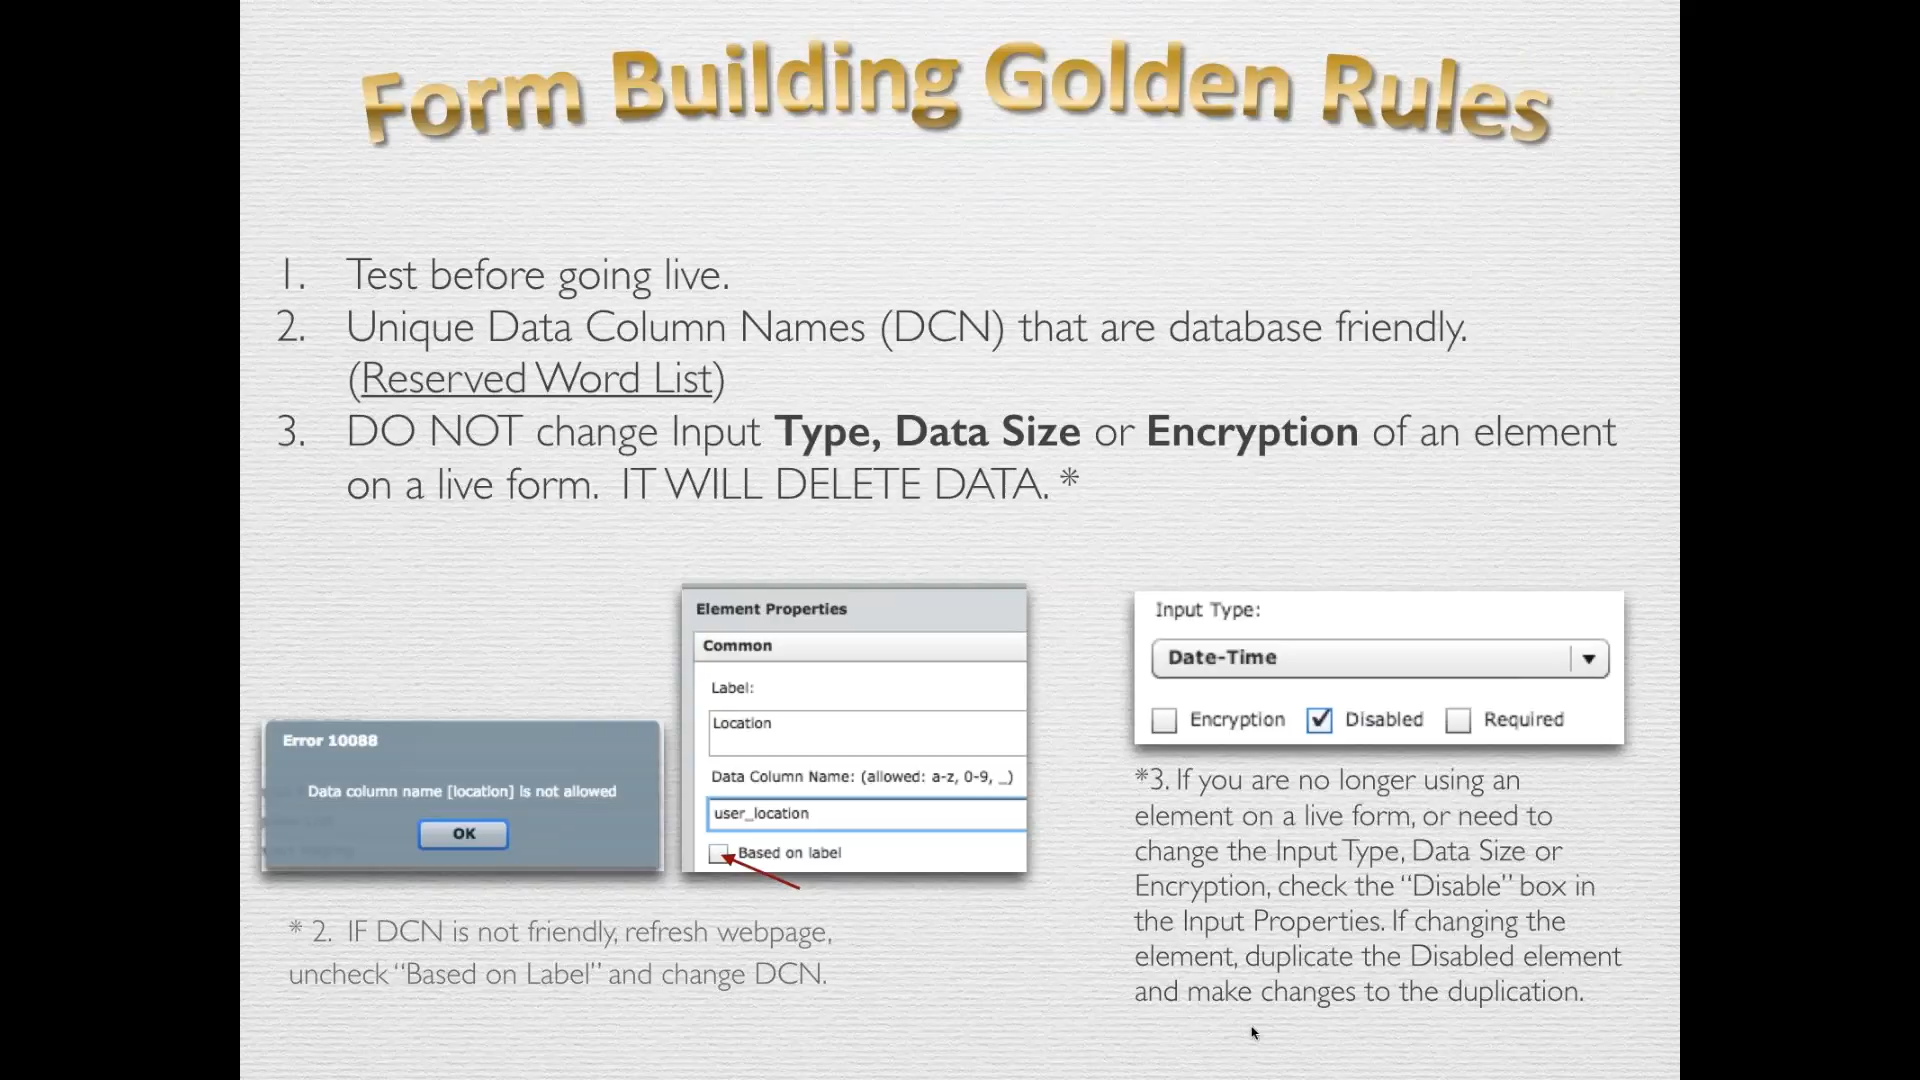 Form Building Golden Rules
1. Test before going live.
2. Unique Data Column Names (DCN) that are database friendly.
(Reserved Word List)
3. DO NOT change Input Type, Data Size or Encryption of an element
on a live form. IT WILL DELETE DATA. *
Error 10088
Data column name [location] is not allowed
OK
Element Properties
Common
Label:
Location
Data Column Name: (allowed: a-z, 0-9, _)
user_location
Based on label
* 2. IF DCN is not friendly, refresh webpage,
uncheck “Based on Label” and change DCN.
Input Type:
Date-Time
Encryption Disabled Required
*3. If you are no longer using an
element on a live form, or need to
change the Input Type, Data Size or
Encryption, check the “Disable” box in
the Input Properties. If changing the
element, duplicate the Disabled element
and make changes to the duplication.